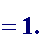 = 1.